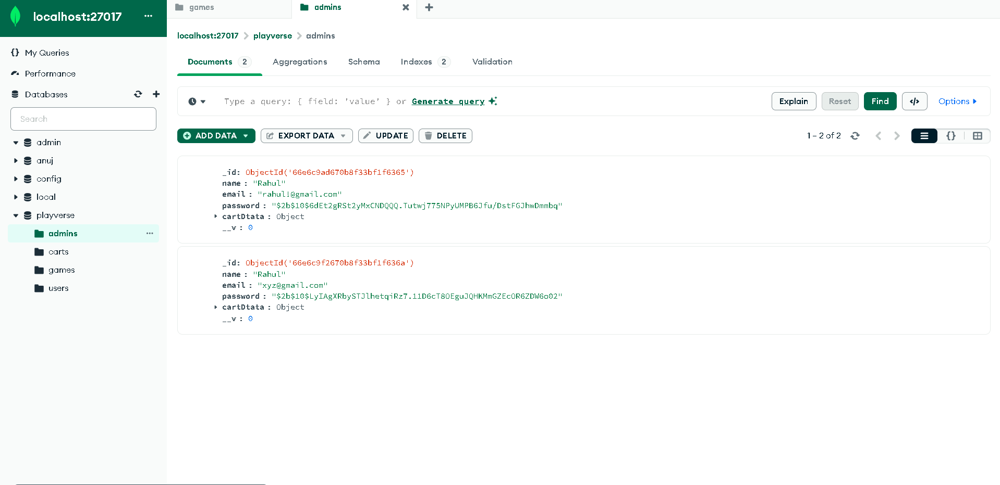 localhost:27017 ...
My Queries
Performance
Databases
Search
admin
anuj
config
local
playverse
admins ...
carts
games
users
games
admins
localhost:27017 > playverse > admins
Documents 2 Aggregations Schema Indexes 2 Validation
Type a query: { field: 'value' } or Generate query
Explain Reset Find </> Options
ADD DATA EXPORT DATA UPDATE DELETE 1 – 2 of 2 {}
_id: ObjectId('66e6c9ad670b8f33bf1f6365')
name : "Rahul"
email : "rahul!@gmail.com"
password : "$2b$10$6dEt2gRSt2yMxCNDQQQ.Tutwj775NPyUMPB6Jfu/DstFGJhwDmmbq"
cartDtata : Object
__v : 0
_id: ObjectId('66e6c9f2670b8f33bf1f636a')
name : "Rahul"
email : "xyz@gmail.com"
password : "$2b$10$LyIAgXRbySTJlhetqiRz7.11D6cT8OEguJQHKMmGZEcOR6ZDW6o02"
cartDtata : Object
__v : 0